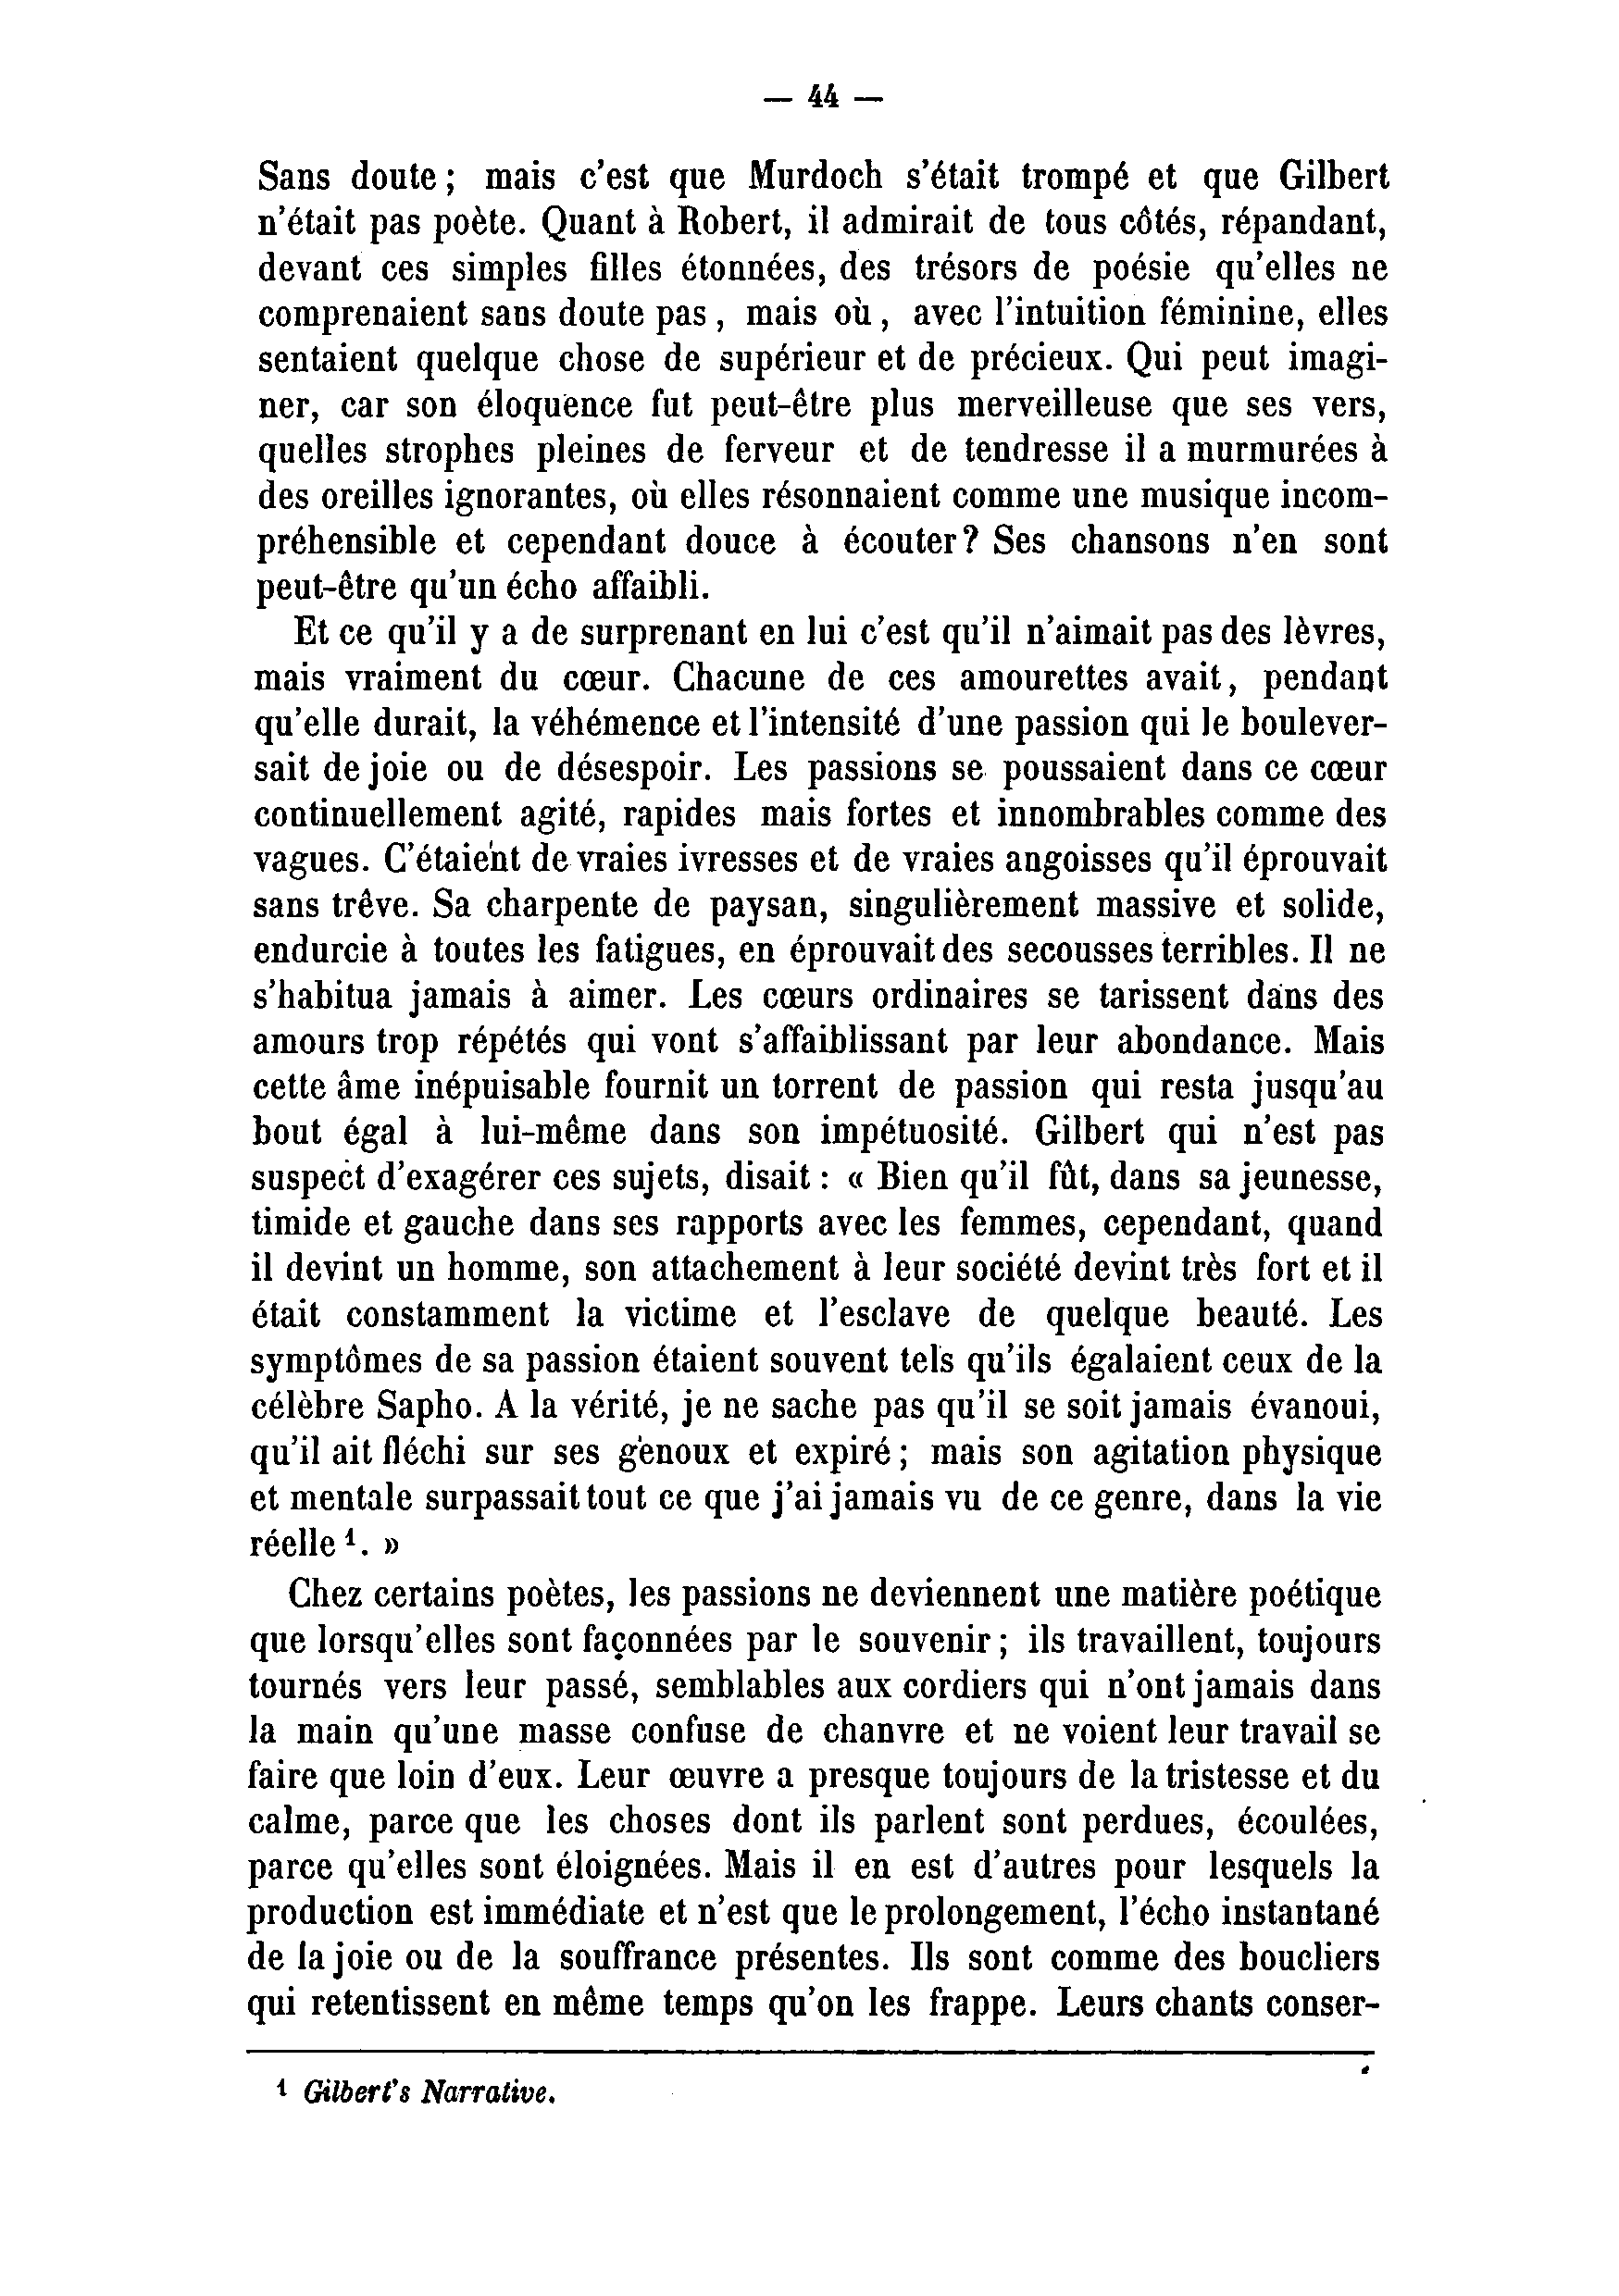 — 44 —
Sans doute ; mais c'est que Murdoch s'était trompé et que Gilbert
n'était pas poète. Quant à Robert, il admirait de tous côtés, répandant,
devant ces simples filles étonnées, des trésors de poésie qu'elles ne
comprenaient sans doute pas, mais où, avec l'intuition féminine, elles
sentaient quelque chose de supérieur et de précieux. Qui peut imagi-
ner, car son éloquence fut peut-être plus merveilleuse que ses vers,
quelles strophes pleines de ferveur et de tendresse il a murmurées à
des oreilles ignorantes, où elles résonnaient comme une musique incom-
préhensible et cependant douce à écouter? Ses chansons n'en sont
peut-être qu'un écho affaibli.
Et ce qu'il y a de surprenant en lui c'est qu'il n'aimait pas des lèvres,
mais vraiment du cœur. Chacune de ces amourettes avait, pendant
qu'elle durait, la véhémence et l'intensité d'une passion qui le boulever-
sait de joie ou de désespoir. Les passions se poussaient dans ce cœur
continuellement agité, rapides mais fortes et innombrables comme des
vagues. C'étaient de vraies ivresses et de vraies angoisses qu'il éprouvait
sans trêve. Sa charpente de paysan, singulièrement massive et solide,
endurcie à toutes les fatigues, en éprouvait des secousses terribles. Il ne
s'habitua jamais à aimer. Les cœurs ordinaires se tarissent dans des
amours trop répétés qui vont s'affaiblissant par leur abondance. Mais
cette âme inépuisable fournit un torrent de passion qui resta jusqu'au
bout égal à lui-même dans son impétuosité. Gilbert qui n'est pas
suspect d'exagérer ces sujets, disait : « Bien qu'il fût, dans sa jeunesse,
timide et gauche dans ses rapports avec les femmes, cependant, quand
il devint un homme, son attachement à leur société devint très fort et il
était constamment la victime et l'esclave de quelque beauté. Les
symptômes de sa passion étaient souvent tels qu'ils égalaient ceux de la
célèbre Sapho. A la vérité, je ne sache pas qu'il se soit jamais évanoui,
qu'il ait fléchi sur ses genoux et expiré ; mais son agitation physique
et mentale surpassait tout ce que j'ai jamais vu de ce genre, dans la vie
réelle ¹. »
Chez certains poètes, les passions ne deviennent une matière poétique
que lorsqu'elles sont façonnées par le souvenir ; ils travaillent, toujours
tournés vers leur passé, semblables aux cordiers qui n'ont jamais dans
la main qu'une masse confuse de chanvre et ne voient leur travail se
faire que loin d'eux. Leur œuvre a presque toujours de la tristesse et du
calme, parce que les choses dont ils parlent sont perdues, écoulées,
parce qu'elles sont éloignées. Mais il en est d'autres pour lesquels la
production est immédiate et n'est que le prolongement, l'écho instantané
de la joie ou de la souffrance présentes. Ils sont comme des boucliers
qui retentissent en même temps qu'on les frappe. Leurs chants conser-
¹ Gilbert's Narrative.